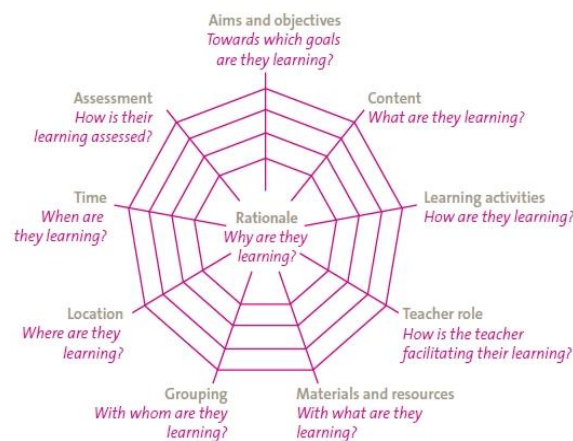 Aims and objectives
Towards which goals
are they learning?
Content
What are they learning?
Learning activities
How are they learning?
Teacher role
How is the teacher
facilitating their learning?
Materials and resources
With what are they
learning?
Grouping
With whom are they
learning?
Location
Where are they
learning?
Time
When are
they learning?
Assessment
How is their
learning assessed?
Rationale
Why are they
learning?